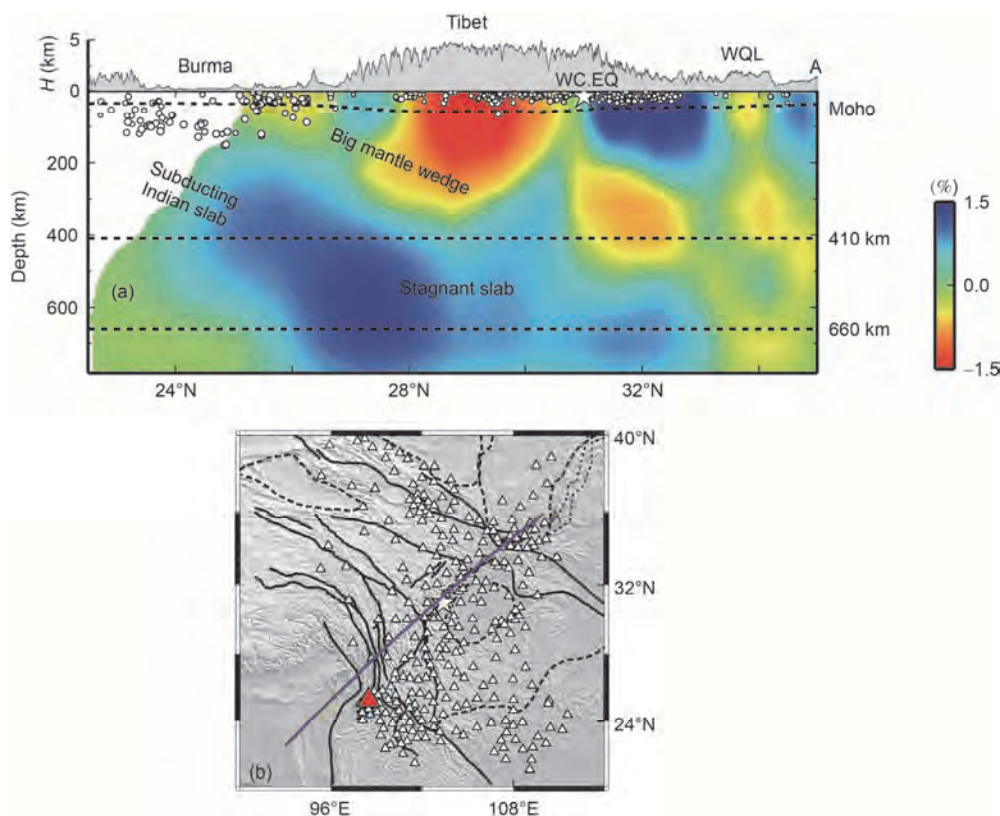 Tibet
5
H (km)
0
Burma
WC.EQ
WQL
A
Moho
Big mantle wedge
200
Subducting
Indian slab
Depth (km)
400
410 km
(a)
Stagnant slab
600
660 km
24°N
28°N
32°N
(%)
1.5
0.0
−1.5
40°N
32°N
24°N
(b)
96°E
108°E